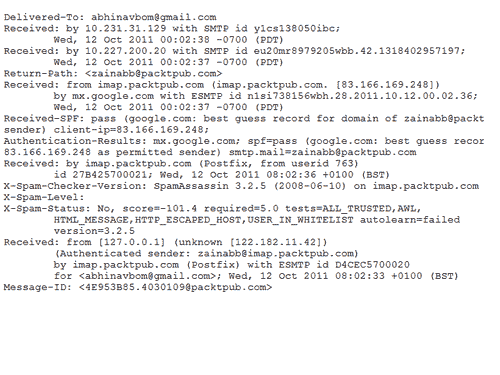 Delivered-To: abhinavbom@gmail.com
Received: by 10.231.31.129 with SMTP id y1cs138050ibc;
Wed, 12 Oct 2011 00:02:38 -0700 (PDT)
Received: by 10.227.200.20 with SMTP id eu20mr8979205wbb.42.1318402957197;
Wed, 12 Oct 2011 00:02:37 -0700 (PDT)
Return-Path: <zainabb@packtpub.com>
Received: from imap.packtpub.com (imap.packtpub.com. [83.166.169.248])
by mx.google.com with ESMTP id n1si738156wbh.28.2011.10.12.00.02.36;
Wed, 12 Oct 2011 00:02:37 -0700 (PDT)
Received-SPF: pass (google.com: best guess record for domain of zainabb@packt
sender) client-ip=83.166.169.248;
Authentication-Results: mx.google.com; spf=pass (google.com: best guess recor
83.166.169.248 as permitted sender) smtp.mail=zainabb@packtpub.com
Received: by imap.packtpub.com (Postfix, from userid 763)
id 27B425700021; Wed, 12 Oct 2011 08:02:36 +0100 (BST)
X-Spam-Checker-Version: SpamAssassin 3.2.5 (2008-06-10) on imap.packtpub.com
X-Spam-Level:
X-Spam-Status: No, score=-101.4 required=5.0 tests=ALL_TRUSTED,AWL,
HTML_MESSAGE,HTTP_ESCAPED_HOST,USER_IN_WHITELIST autolearn=failed
version=3.2.5
Received: from [127.0.0.1] (unknown [122.182.11.42])
(Authenticated sender: zainabb@imap.packtpub.com)
by imap.packtpub.com (Postfix) with ESMTP id D4CEC5700020
for <abhinavbom@gmail.com>; Wed, 12 Oct 2011 08:02:33 +0100 (BST)
Message-ID: <4E953B85.4030109@packtpub.com>